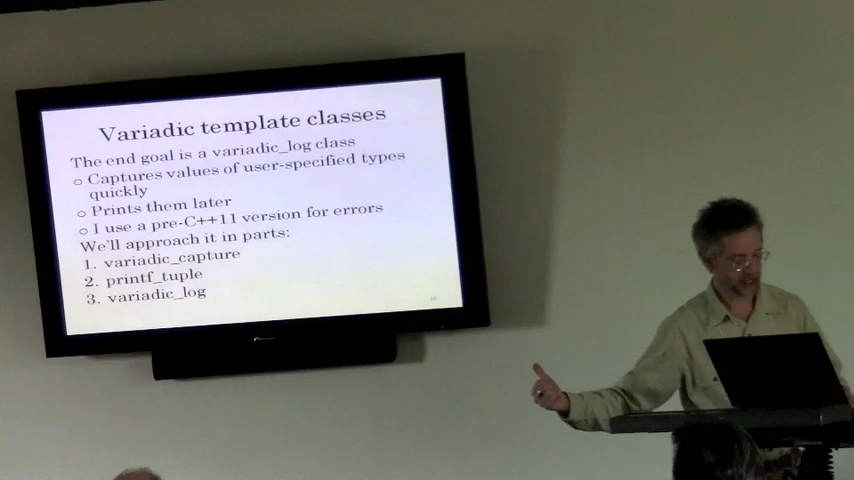 Variadic template classes
The end goal is a variadic_log class
○ Captures values of user-specified types
quickly
○ Prints them later
○ I use a pre-C++11 version for errors
We'll approach it in parts:
1. variadic_capture
2. printf_tuple
3. variadic_log